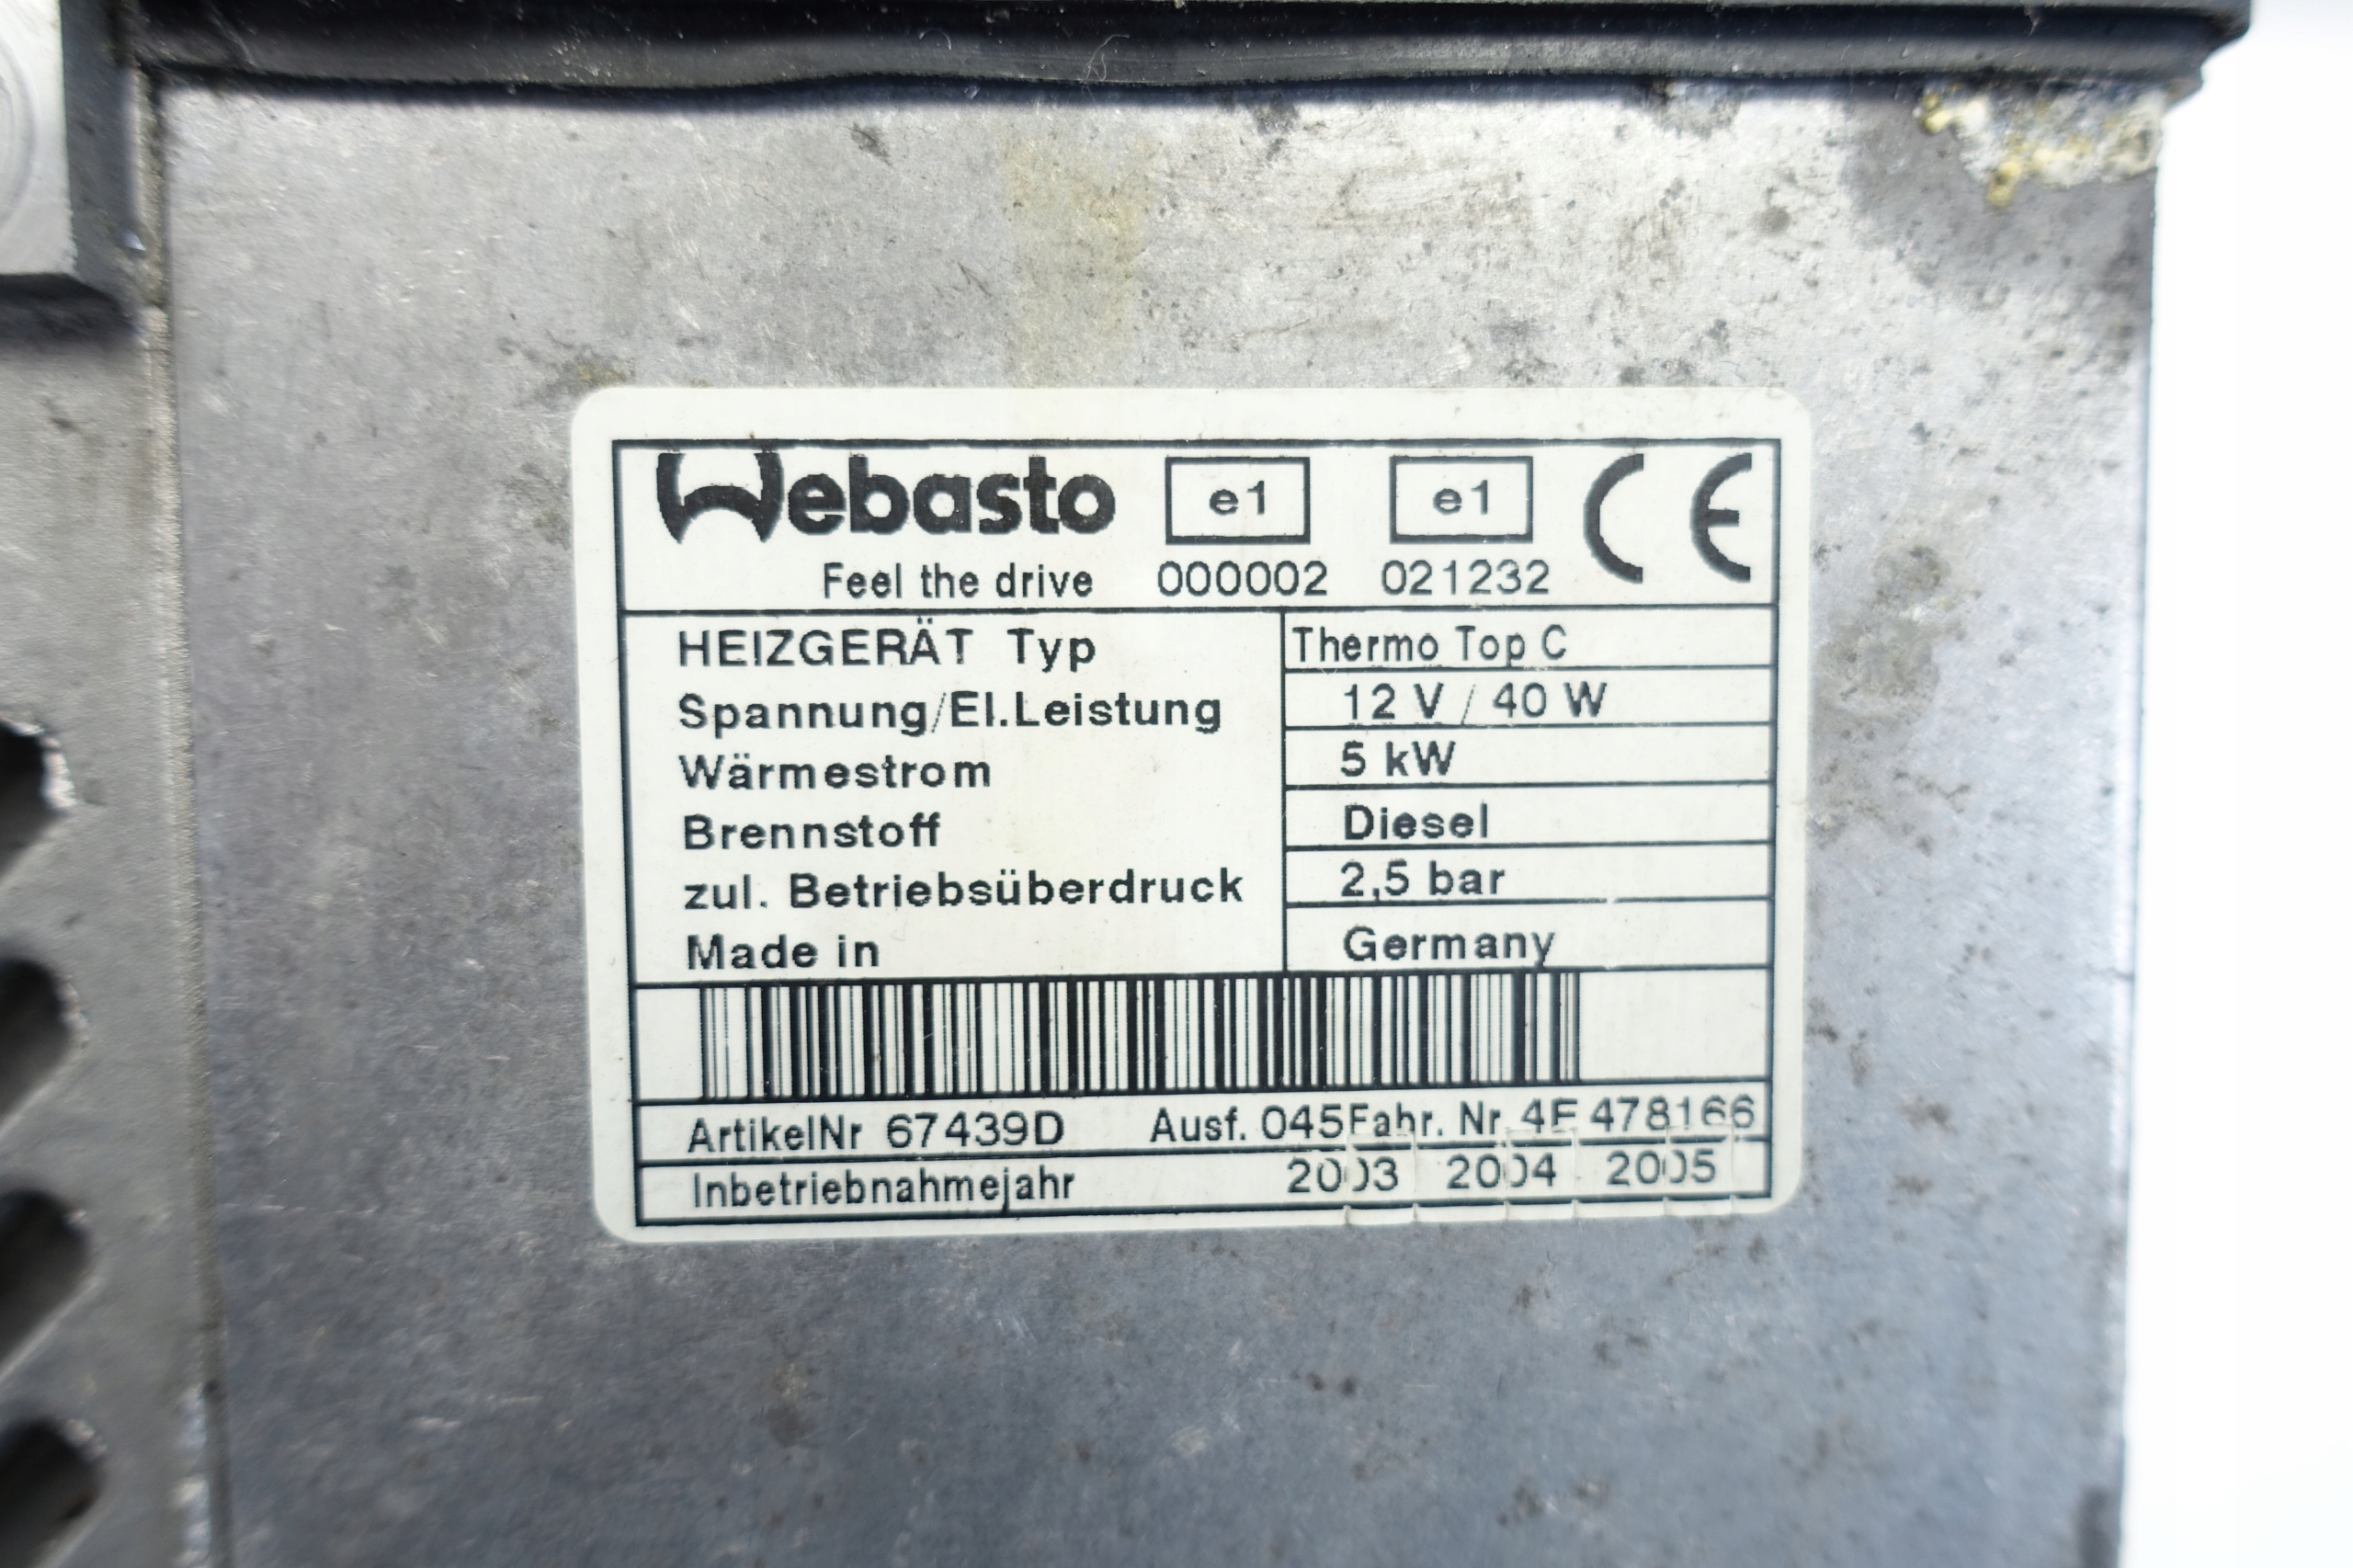 Webasto e1 e1 CE
Feel the drive 000002 021232
HEIZGERÄT Typ Thermo Top C
Spannung/El.Leistung 12 V / 40 W
Wärmestrom 5 kW
Brennstoff Diesel
zul. Betriebsüberdruck 2,5 bar
Made in Germany
ArtikelNr 67439D Ausf. 045 Fahr. Nr 4E 478166
Inbetriebnahmejahr 2003 2004 2005